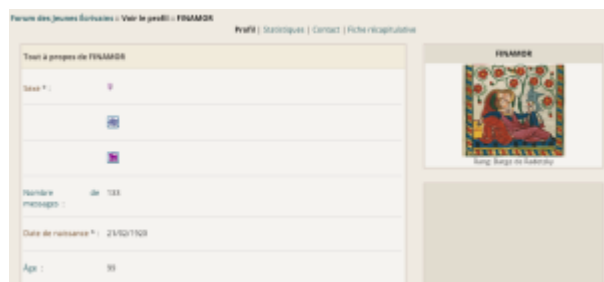 Forum des Jeunes Écrivains :: Voir le profil :: FINAMOR
Profil | Statistiques | Contact | Fiche récapitulative
Tout à propos de FINAMOR
FINAMOR
Sexe * :
Rang: Barge de Radetzky
Nombre de messages : 133
Date de naissance * : 21/02/1920
Âge :